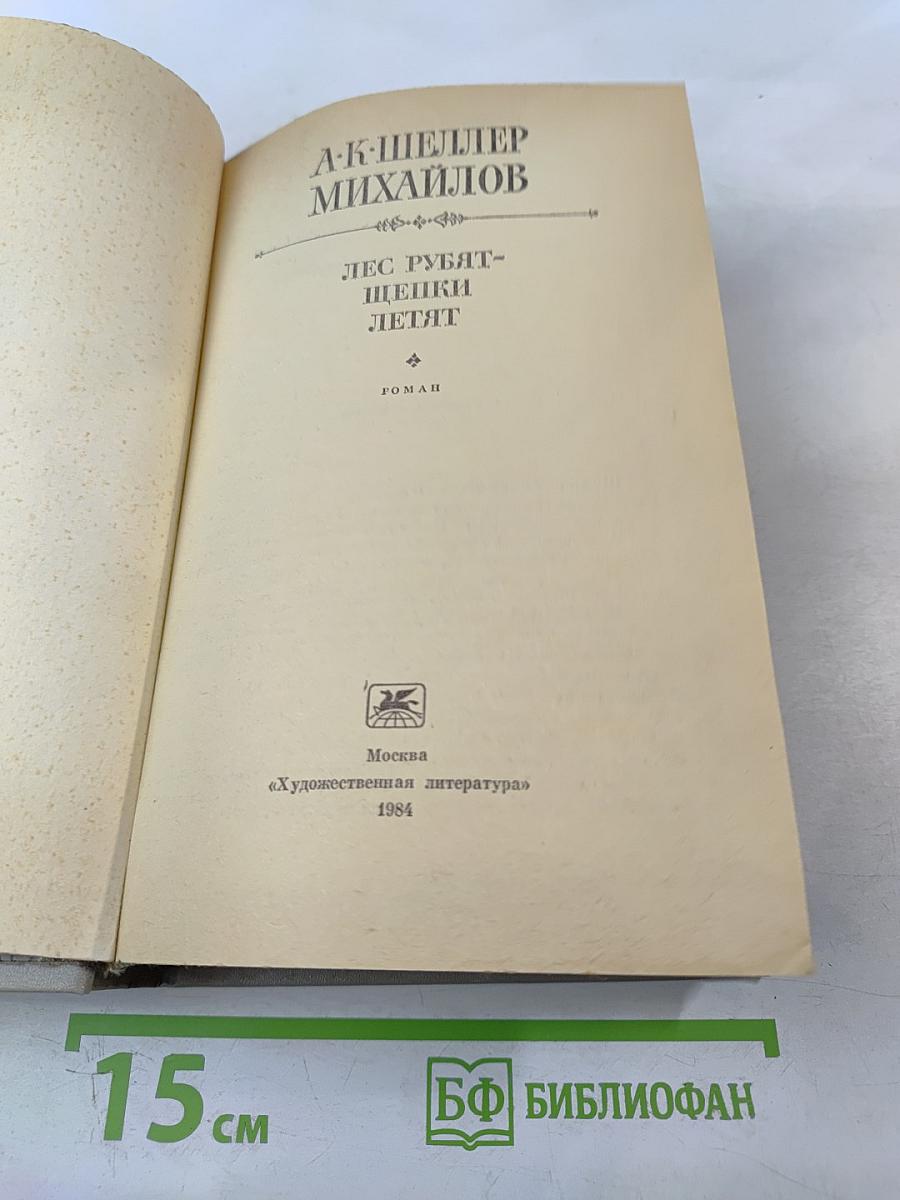 А·К·ШЕЛЛЕР
МИХАЙЛОВ
ЛЕС РУБЯТ-
ЩЕПКИ
ЛЕТЯТ
РОМАН
Москва
«Художественная литература»
1984
15 см
БФ БИБЛИОФАН